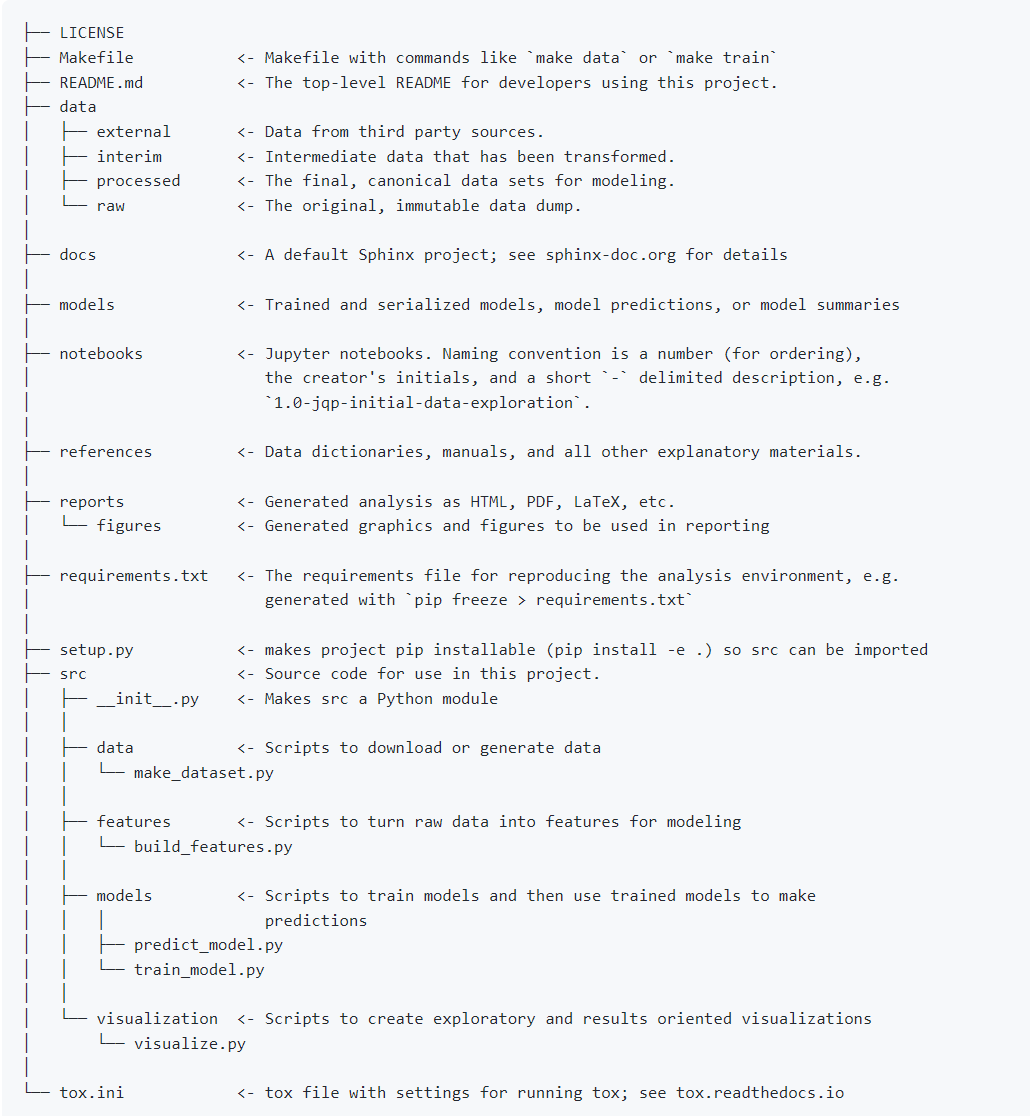 ├── LICENSE
├── Makefile           <- Makefile with commands like `make data` or `make train`
├── README.md          <- The top-level README for developers using this project.
├── data
│   ├── external       <- Data from third party sources.
│   ├── interim        <- Intermediate data that has been transformed.
│   ├── processed      <- The final, canonical data sets for modeling.
│   └── raw            <- The original, immutable data dump.
│
├── docs               <- A default Sphinx project; see sphinx-doc.org for details
│
├── models             <- Trained and serialized models, model predictions, or model summaries
│
├── notebooks          <- Jupyter notebooks. Naming convention is a number (for ordering),
│                         the creator's initials, and a short `-` delimited description, e.g.
│                         `1.0-jqp-initial-data-exploration`.
│
├── references         <- Data dictionaries, manuals, and all other explanatory materials.
│
├── reports            <- Generated analysis as HTML, PDF, LaTeX, etc.
│   └── figures        <- Generated graphics and figures to be used in reporting
│
├── requirements.txt   <- The requirements file for reproducing the analysis environment, e.g.
│                         generated with `pip freeze > requirements.txt`
│
├── setup.py           <- makes project pip installable (pip install -e .) so src can be imported
├── src                <- Source code for use in this project.
│   ├── __init__.py    <- Makes src a Python module
│   │
│   ├── data           <- Scripts to download or generate data
│   │   └── make_dataset.py
│   │
│   ├── features       <- Scripts to turn raw data into features for modeling
│   │   └── build_features.py
│   │
│   ├── models         <- Scripts to train models and then use trained models to make
│   │   │                 predictions
│   │   ├── predict_model.py
│   │   └── train_model.py
│   │
│   └── visualization  <- Scripts to create exploratory and results oriented visualizations
│       └── visualize.py
│
└── tox.ini            <- tox file with settings for running tox; see tox.readthedocs.io